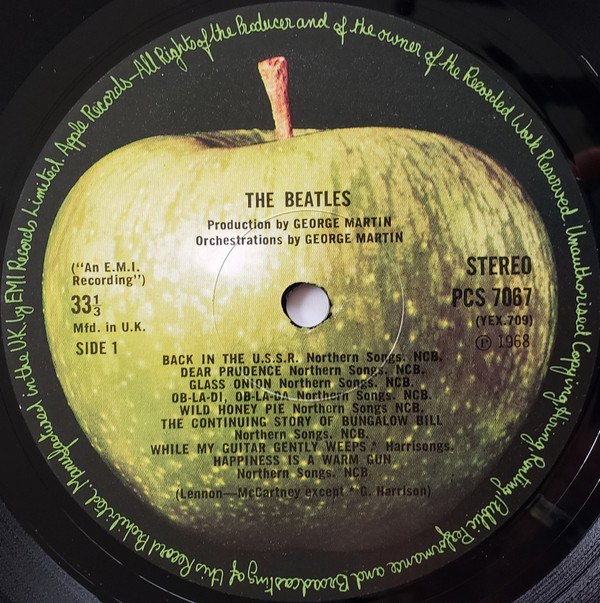 Manufactured in the U.K. by EMI Records Limited. Apple Records—All Rights of the Producer and of the owner of the Recorded Work Reserved. Unauthorised Copying, Hiring, Lending, Public Performance and Broadcasting of this Record Prohibited.
THE BEATLES
Production by GEORGE MARTIN
Orchestrations by GEORGE MARTIN
("An E.M.I.
Recording")
33⅓
Mfd. in U.K.
SIDE 1
STEREO
PCS 7067
(YEX.709)
℗ 1968
BACK IN THE U.S.S.R. Northern Songs. NCB.
DEAR PRUDENCE Northern Songs. NCB.
GLASS ONION Northern Songs. NCB.
OB-LA-DI, OB-LA-DA Northern Songs. NCB.
WILD HONEY PIE Northern Songs. NCB.
THE CONTINUING STORY OF BUNGALOW BILL
Northern Songs. NCB.
WHILE MY GUITAR GENTLY WEEPS * Harrisongs.
HAPPINESS IS A WARM GUN
Northern Songs. NCB
(Lennon—McCartney except * G. Harrison)